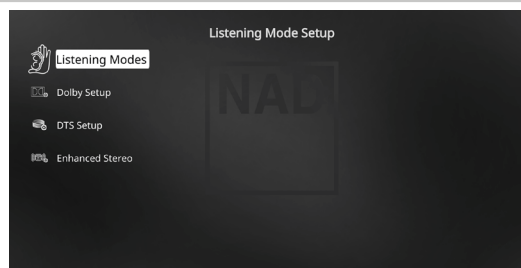 Listening Mode Setup
Listening Modes
Dolby Setup
DTS Setup
Enhanced Stereo
NAD